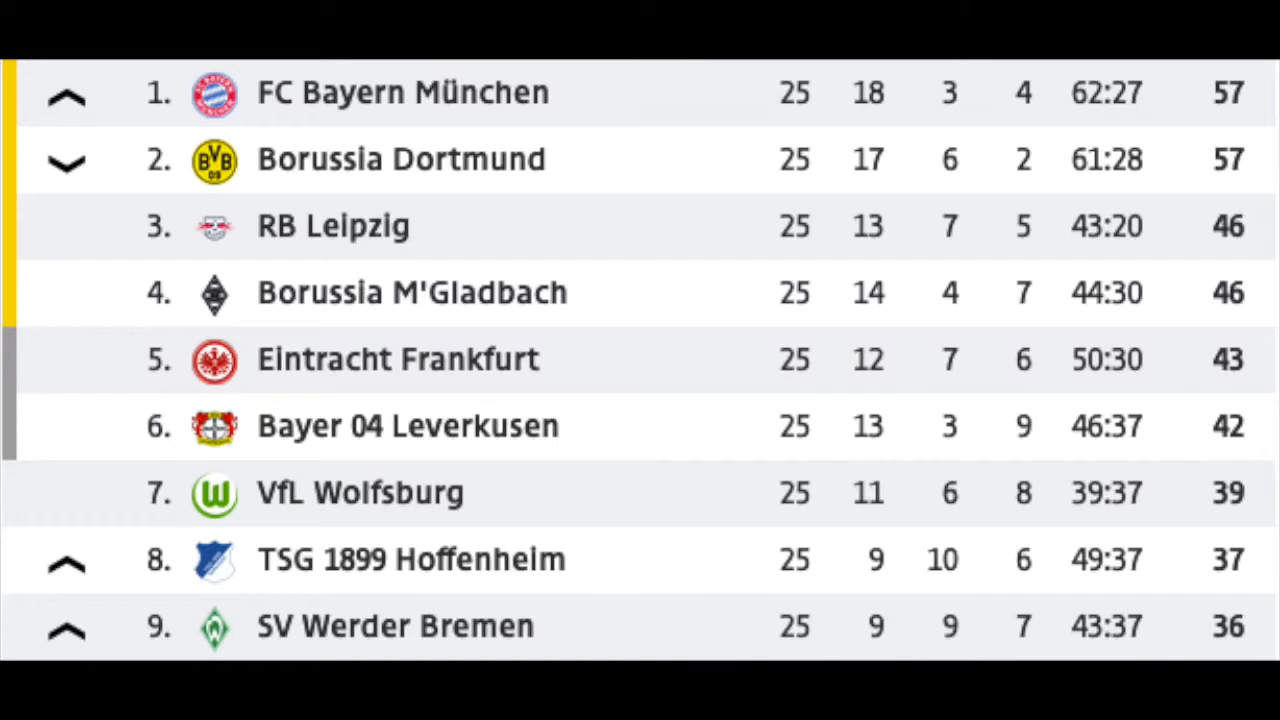 1. FC Bayern München 25 18 3 4 62:27 57
2. BVB 09 Borussia Dortmund 25 17 6 2 61:28 57
3. RB Leipzig 25 13 7 5 43:20 46
4. Borussia M'Gladbach 25 14 4 7 44:30 46
5. Eintracht Frankfurt 25 12 7 6 50:30 43
6. Bayer 04 Leverkusen 25 13 3 9 46:37 42
7. W VfL Wolfsburg 25 11 6 8 39:37 39
8. TSG 1899 Hoffenheim 25 9 10 6 49:37 37
9. W SV Werder Bremen 25 9 9 7 43:37 36